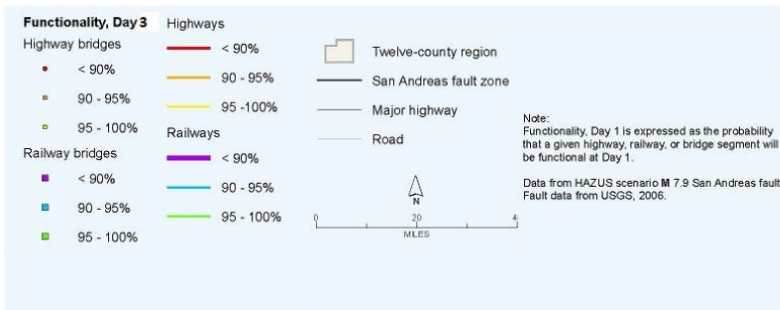 Functionality, Day 3
Highway bridges
< 90%
90 - 95%
95 - 100%
Railway bridges
< 90%
90 - 95%
95 - 100%
Highways
< 90%
90 - 95%
95 -100%
Railways
< 90%
90 - 95%
95 - 100%
Twelve-county region
San Andreas fault zone
Major highway
Road
N
0 20 4
MILES
Note:
Functionality, Day 1 is expressed as the probability
that a given highway, railway, or bridge segment will
be functional at Day 1.
Data from HAZUS scenario M 7.9 San Andreas fault
Fault data from USGS, 2006.